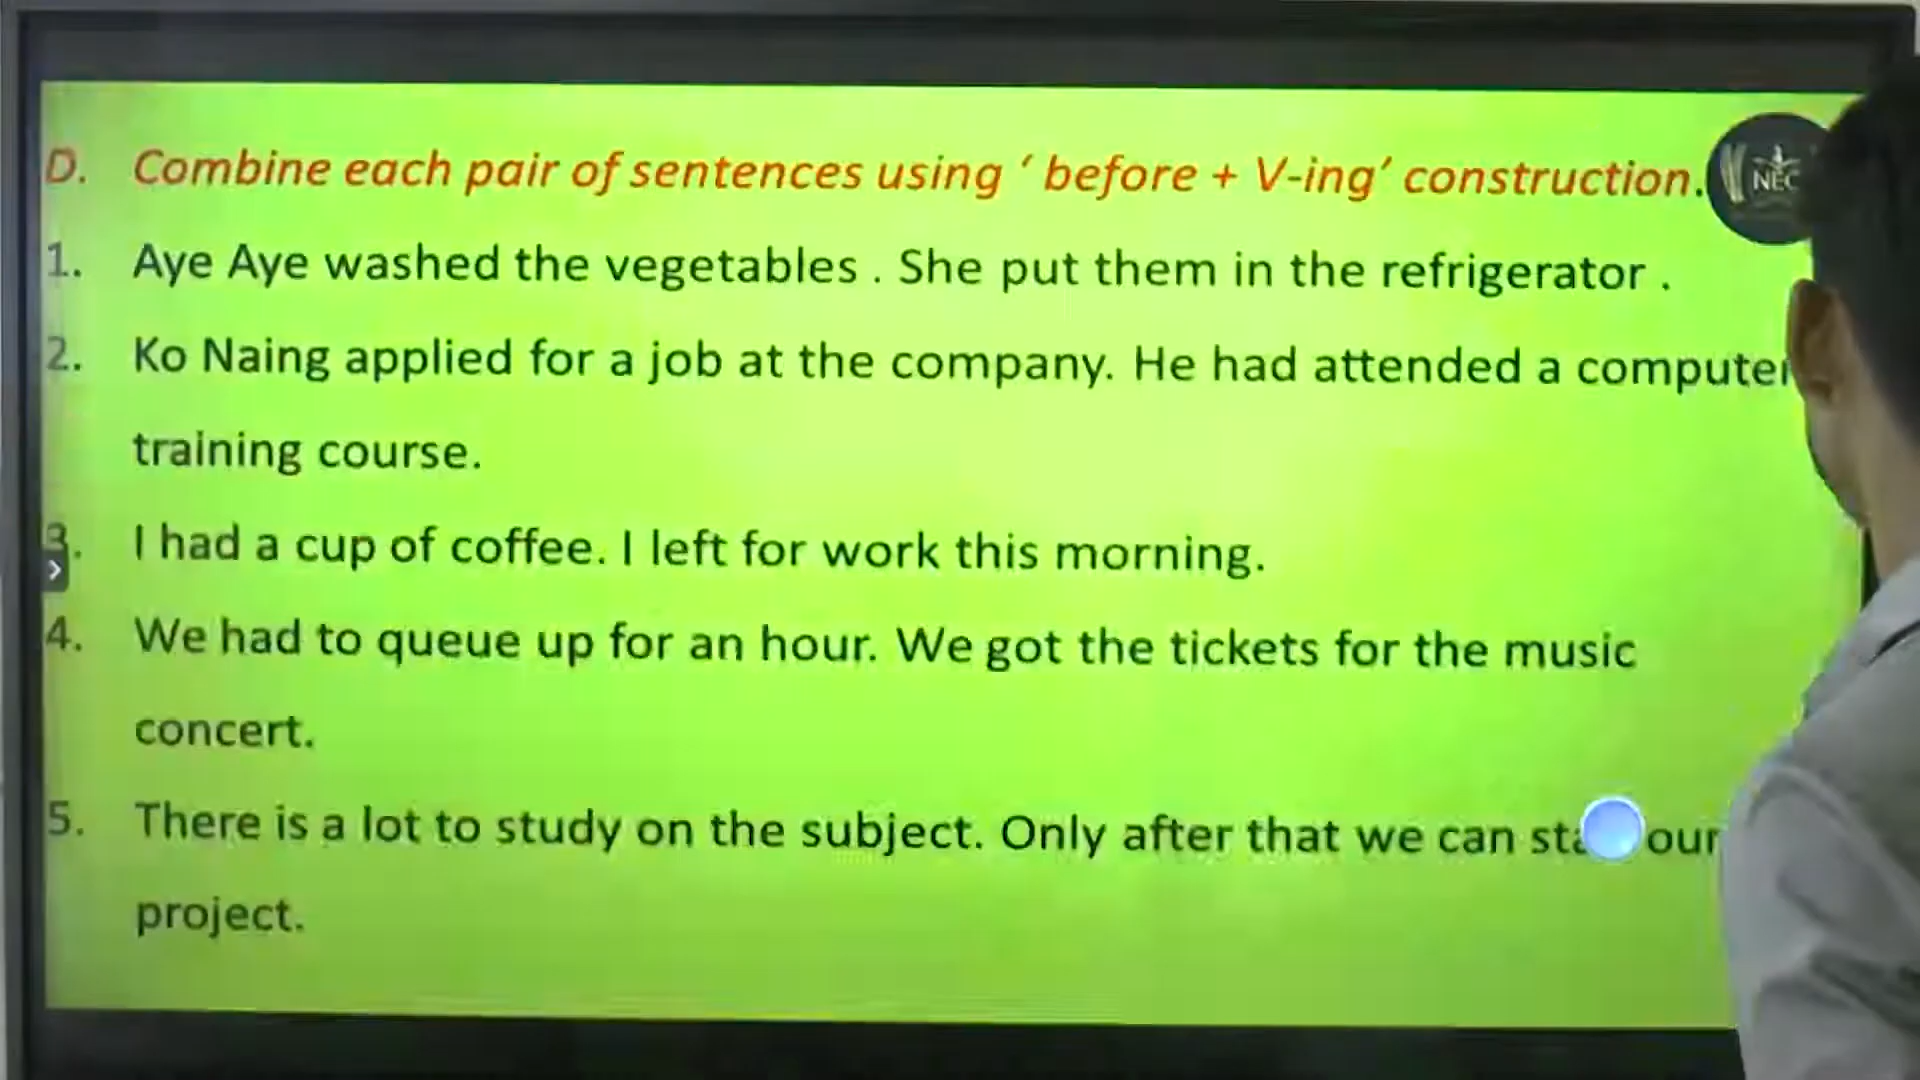 D. Combine each pair of sentences using ‘ before + V-ing’ construction.
NEC
1. Aye Aye washed the vegetables . She put them in the refrigerator .
2. Ko Naing applied for a job at the company. He had attended a computer
training course.
3. I had a cup of coffee. I left for work this morning.
4. We had to queue up for an hour. We got the tickets for the music
concert.
5. There is a lot to study on the subject. Only after that we can our
project.